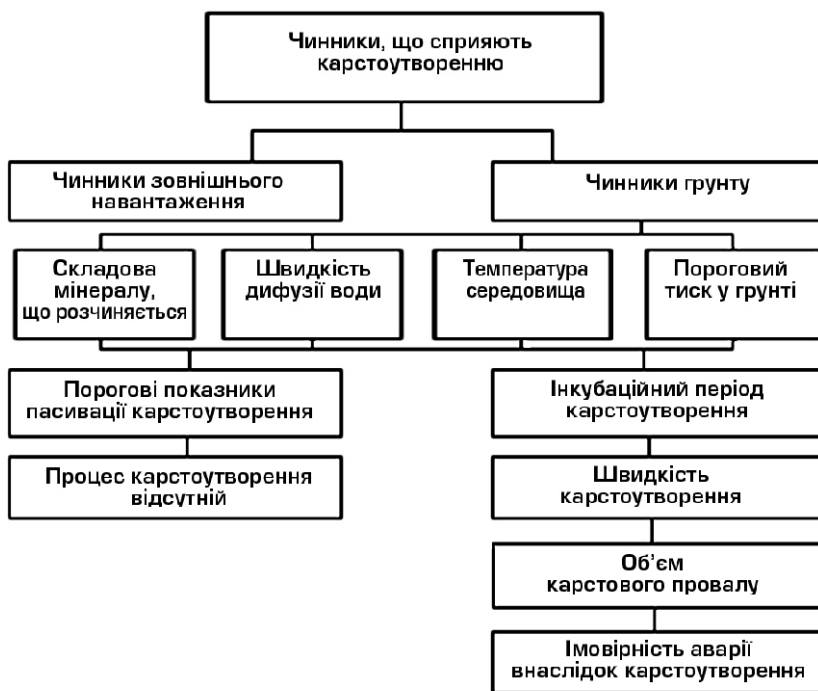 Чинники, що сприяють
карстоутворенню
Чинники зовнішнього
навантаження
Чинники грунту
Складова
мінералу,
що розчиняється
Швидкість
дифузії води
Температура
середовища
Пороговий
тиск у грунті
Порогові показники
пасивації карстоутворення
Інкубаційний період
карстоутворення
Процес карстоутворення
відсутній
Швидкість
карстоутворення
Об’єм
карстового провалу
Імовірність аварії
внаслідок карстоутворення